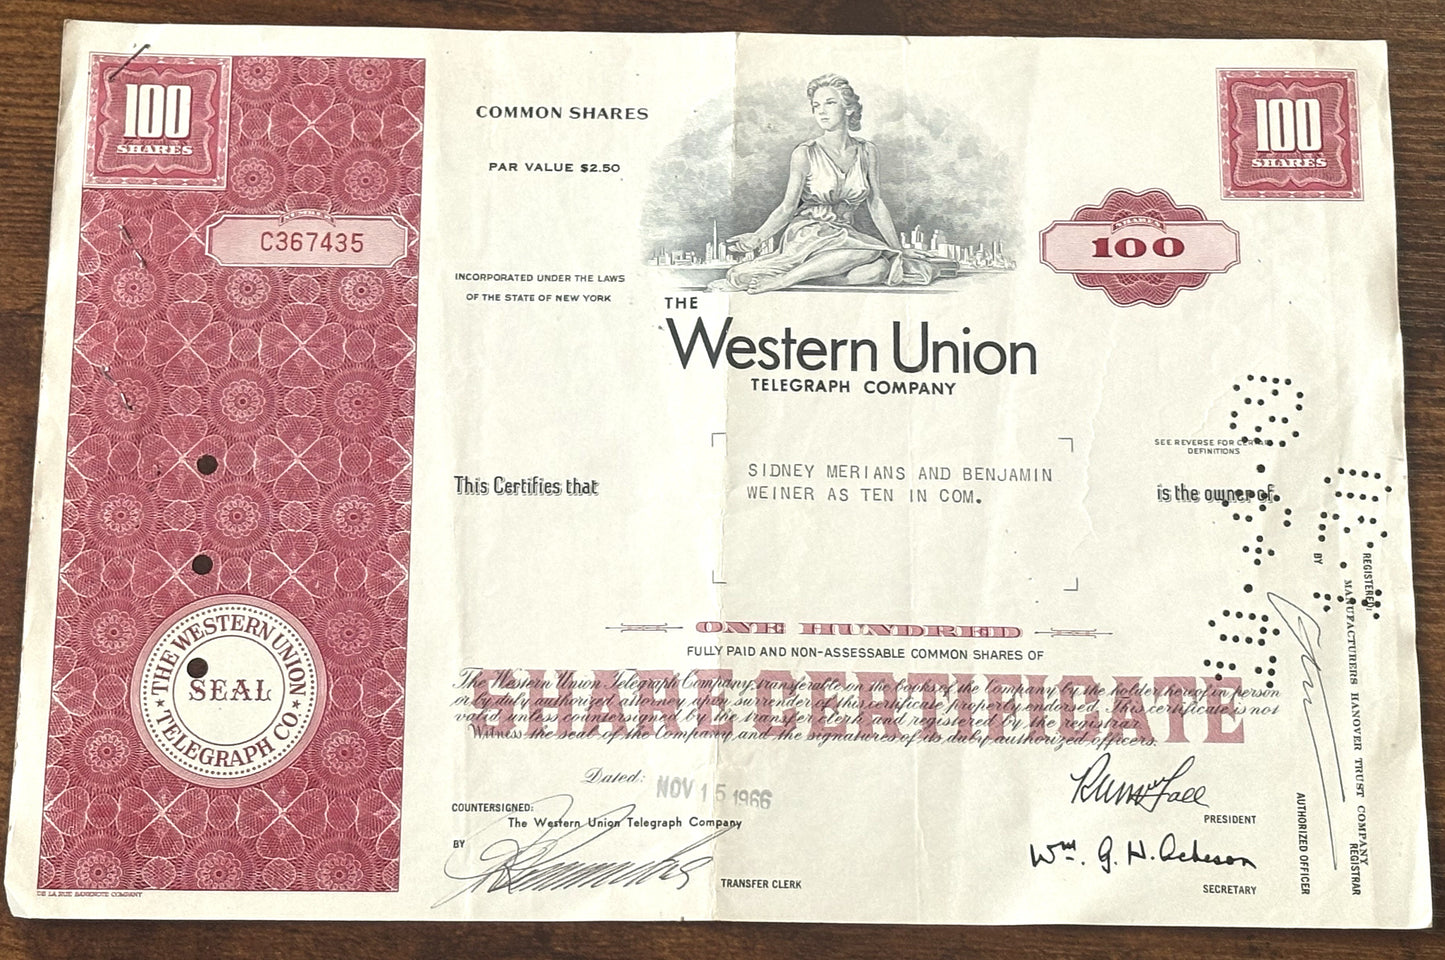 100
SHARES
NUMBER
C367435
COMMON SHARES
PAR VALUE $2.50
INCORPORATED UNDER THE LAWS
OF THE STATE OF NEW YORK
100
SHARES
SHARES
100
THE
Western Union
TELEGRAPH COMPANY
SEE REVERSE FOR CERTAIN
DEFINITIONS
This Certifies that
SIDNEY MERIANS AND BENJAMIN
WEINER AS TEN IN COM.
is the owner of
ONE HUNDRED
FULLY PAID AND NON-ASSESSABLE COMMON SHARES OF
SHARE CERTIFICATE
The Western Union Telegraph Company, transferable on the books of the Company by the holder hereof in person
or by duly authorized attorney upon surrender of this certificate properly endorsed. This certificate is not
valid unless countersigned by the transfer clerk and registered by the registrar.
Witness the seal of the Company and the signatures of its duly authorized officers.
Dated:
NOV 15 1966
COUNTERSIGNED:
The Western Union Telegraph Company
BY
TRANSFER CLERK
PRESIDENT
Wm. G. H. Acheson
SECRETARY
REGISTERED:
MANUFACTURERS HANOVER TRUST COMPANY
REGISTRAR
BY
AUTHORIZED OFFICER
THE WESTERN UNION
SEAL
TELEGRAPH CO.
DE LA RUE BANKNOTE COMPANY